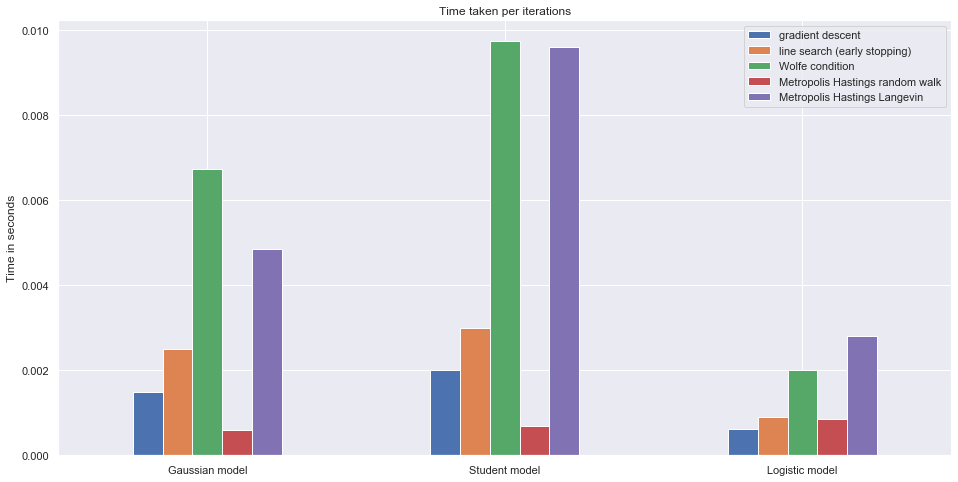 Time taken per iterations
gradient descent
line search (early stopping)
Wolfe condition
Metropolis Hastings random walk
Metropolis Hastings Langevin
Time in seconds
0.010
0.008
0.006
0.004
0.002
0.000
Gaussian model
Student model
Logistic model